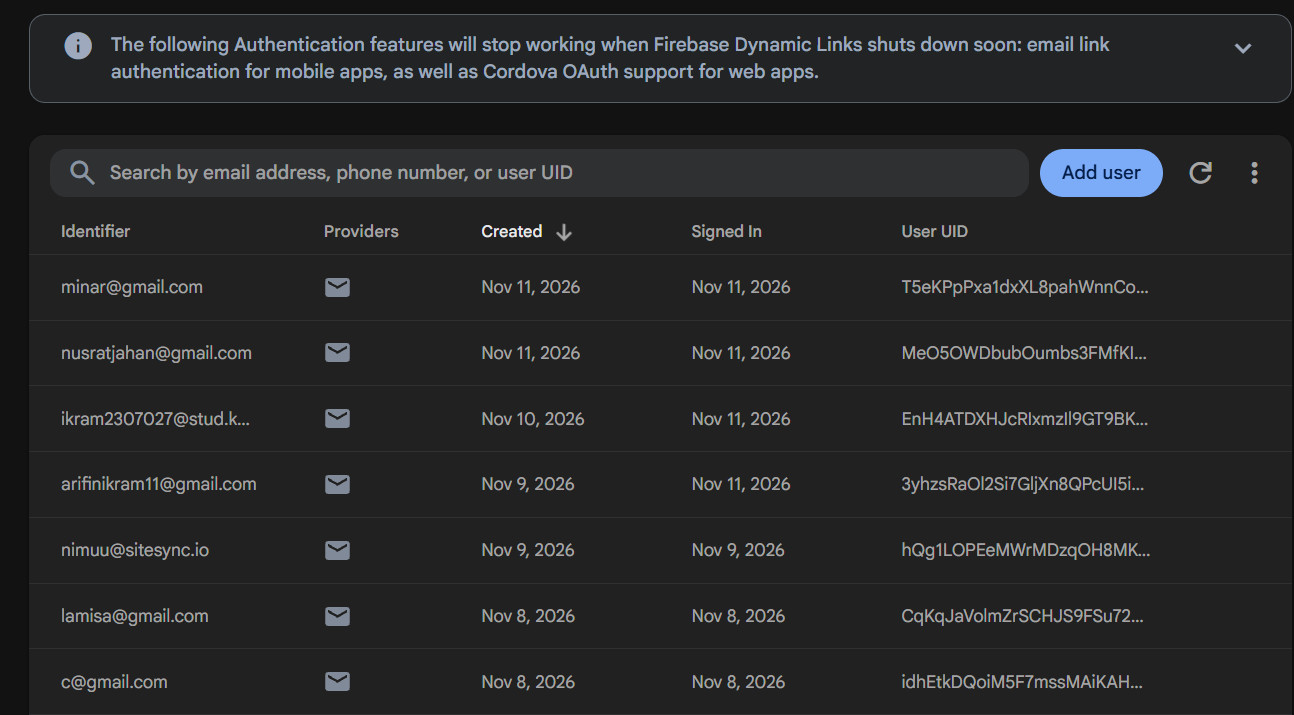 The following Authentication features will stop working when Firebase Dynamic Links shuts down soon: email link
authentication for mobile apps, as well as Cordova OAuth support for web apps.
Search by email address, phone number, or user UID
Add user
Identifier Providers Created Signed In User UID
minar@gmail.com Nov 11, 2026 Nov 11, 2026 T5eKPpPxa1dxXL8pahWnnCo...
nusratjahan@gmail.com Nov 11, 2026 Nov 11, 2026 MeO5OWDbubOumbs3FMfKI...
ikram2307027@stud.k... Nov 10, 2026 Nov 11, 2026 EnH4ATDXHJcRIxmzIl9GT9BK...
arifinikram11@gmail.com Nov 9, 2026 Nov 11, 2026 3yhzsRaOl2Si7GljXn8QPcUI5i...
nimuu@sitesync.io Nov 9, 2026 Nov 9, 2026 hQg1LOPEeMWrMDzqOH8MK...
lamisa@gmail.com Nov 8, 2026 Nov 8, 2026 CqKqJaVolmZrSCHJS9FSu72...
c@gmail.com Nov 8, 2026 Nov 8, 2026 idhEtkDQoiM5F7mssMAiKAH...